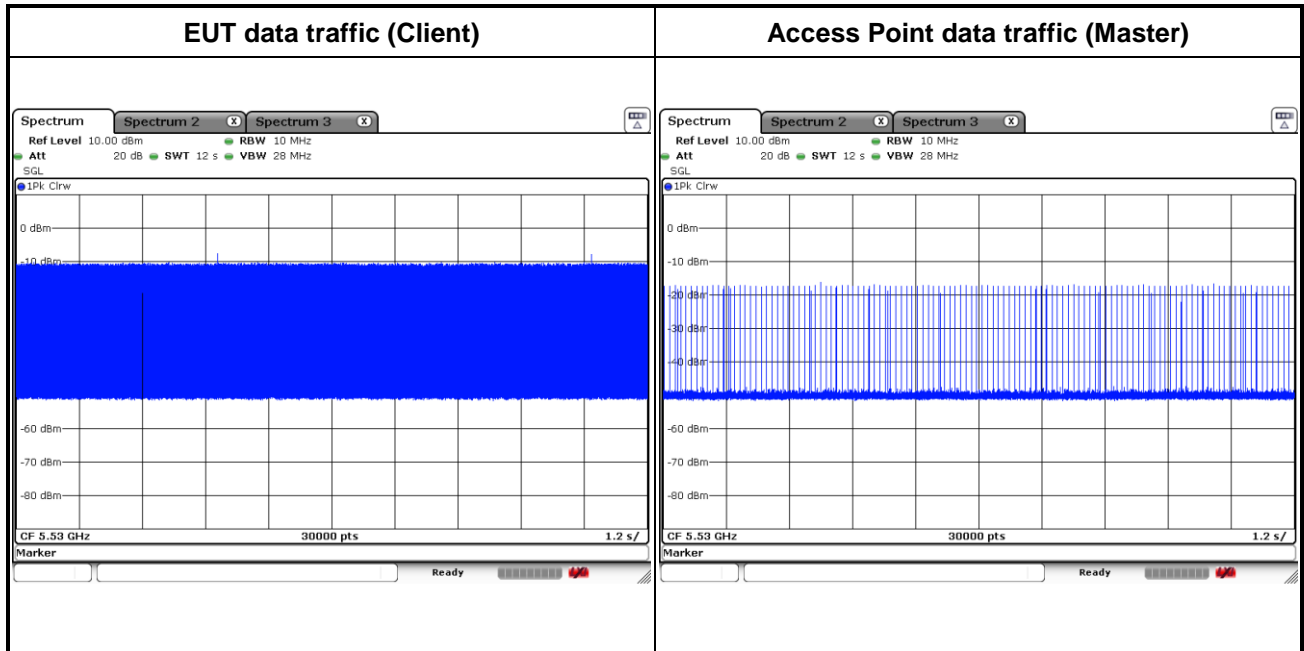 EUT data traffic (Client)
Access Point data traffic (Master)
Spectrum Spectrum 2 X Spectrum 3 X
Ref Level 10.00 dBm RBW 10 MHz
Att 20 dB SWT 12 s VBW 28 MHz
SGL
1Pk Clrw
0 dBm
-10 dBm
-60 dBm
-70 dBm
-80 dBm
CF 5.53 GHz 30000 pts 1.2 s/
Marker
Ready
Spectrum Spectrum 2 X Spectrum 3 X
Ref Level 10.00 dBm RBW 10 MHz
Att 20 dB SWT 12 s VBW 28 MHz
SGL
1Pk Clrw
0 dBm
-10 dBm
-20 dBm
-30 dBm
-40 dBm
-60 dBm
-70 dBm
-80 dBm
CF 5.53 GHz 30000 pts 1.2 s/
Marker
Ready